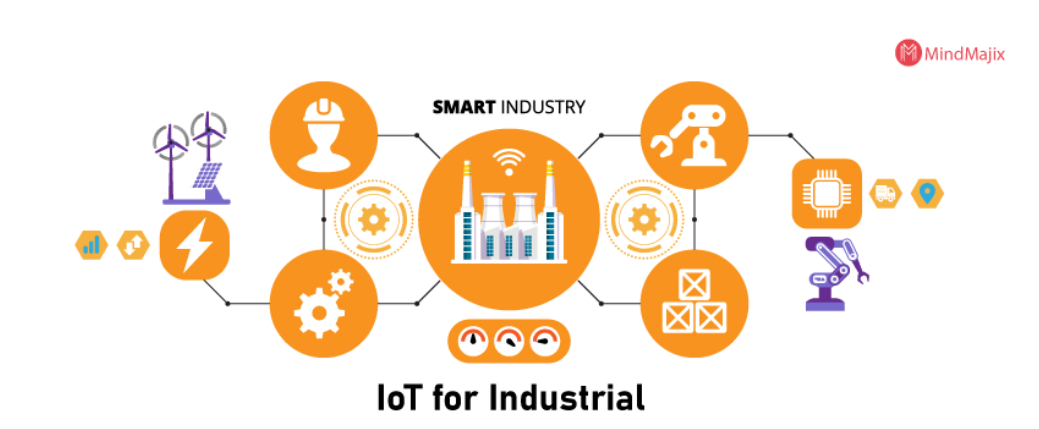 MindMajix
SMART INDUSTRY
IoT for Industrial